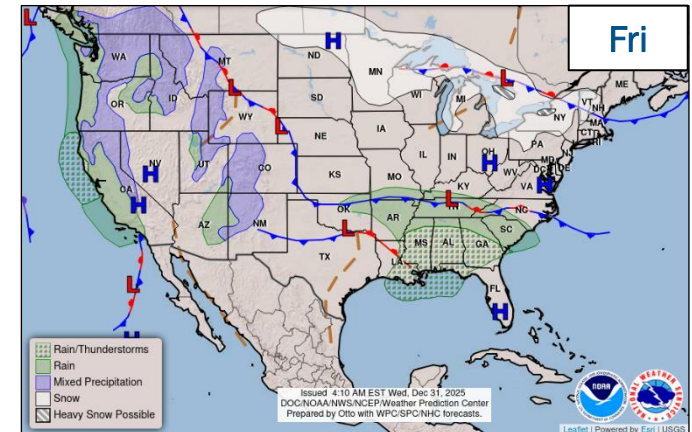 Fri
L
WA
MT
ND
H
MN
L
ME
OR
ID
L
WY
SD
WI
MI
VT
NH
NY
MA
CT
RI
L
NE
IA
PA
NJ
NV
H
UT
CO
KS
MO
IL
IN
OH
H
WV
MD
DC
DE
VA
H
CA
H
KY
AZ
NM
OK
AR
L
TN
NC
SC
L
TX
LA
MS
AL
GA
FL
H
L
H
Rain/Thunderstorms
Rain
Mixed Precipitation
Snow
Heavy Snow Possible
Issued 4:10 AM EST Wed, Dec 31, 2025
DOC/NOAA/NWS/NCEP/Weather Prediction Center
Prepared by Otto with WPC/SPC/NHC forecasts.
NOAA
Leaflet | Powered by Esri | USGS